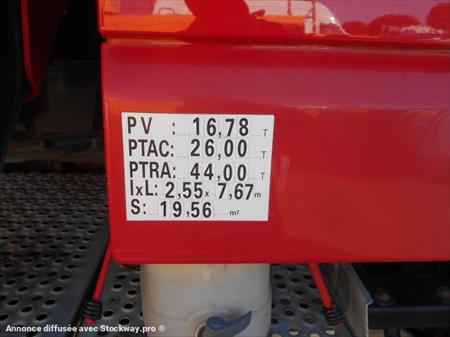 PV : 16,78 T
PTAC: 26,00 T
PTRA: 44,00 T
lxL: 2,55 x 7,67 m
S: 19,56 m²
Annonce diffusée avec Stockway.pro ®